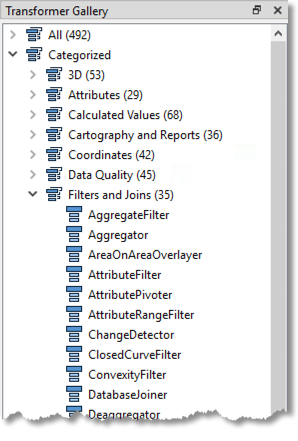 Transformer Gallery
All (492)
Categorized
3D (53)
Attributes (29)
Calculated Values (68)
Cartography and Reports (36)
Coordinates (42)
Data Quality (45)
Filters and Joins (35)
AggregateFilter
Aggregator
AreaOnAreaOverlayer
AttributeFilter
AttributePivoter
AttributeRangeFilter
ChangeDetector
ClosedCurveFilter
ConvexityFilter
DatabaseJoiner
Deaggregator